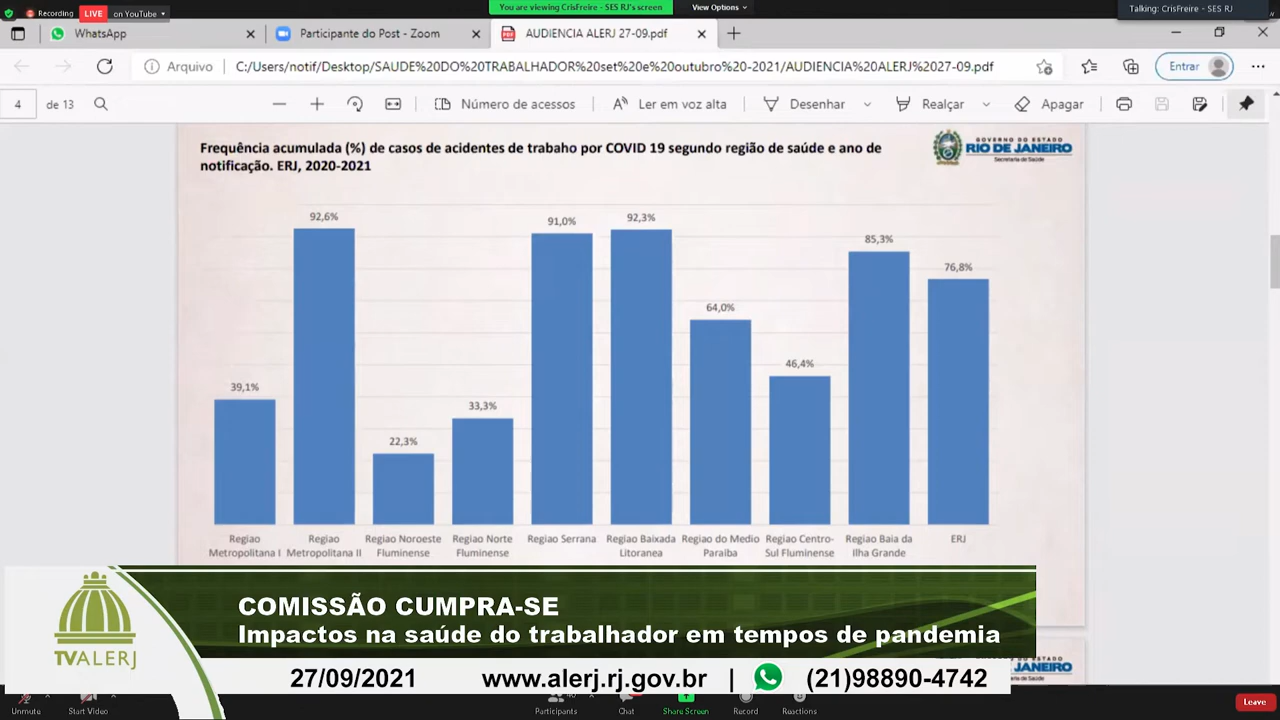 Recording
LIVE on YouTube
You are viewing CrisFreire - SES RJ's screen
View Options
Talking: CrisFreire - SES RJ
WhatsApp
Participante do Post - Zoom
AUDIENCIA ALERJ 27-09.pdf
Arquivo
C:/Users/notif/Desktop/SAUDE%20DO%20TRABALHADOR%20set%20e%20outubro%20-2021/AUDIENCIA%20ALERJ%2027-09.pdf
Entrar
4 de 13
Número de acessos
Ler em voz alta
Desenhar
Realçar
Apagar
Frequência acumulada (%) de casos de acidentes de trabaho por COVID 19 segundo região de saúde e ano de
notificação. ERJ, 2020-2021
GOVERNO DO ESTADO
RIO DE JANEIRO
Secretaria de Saúde
39,1%
92,6%
22,3%
33,3%
91,0%
92,3%
64,0%
46,4%
85,3%
76,8%
Regiao
Metropolitana I
Regiao
Metropolitana II
Regiao Noroeste
Fluminense
Regiao Norte
Fluminense
Regiao Serrana
Regiao Baixada
Litoranea
Regiao do Medio
Paraiba
Regiao Centro-
Sul Fluminense
Regiao Baia da
Ilha Grande
ERJ
COMISSÃO CUMPRA-SE
Impactos na saúde do trabalhador em tempos de pandemia
TVALERJ
27/09/2021 www.alerj.rj.gov.br | (21)98890-4742
RIO DE JANEIRO
Unmute
Start Video
Participants
Chat
Share Screen
Record
Reactions
Leave